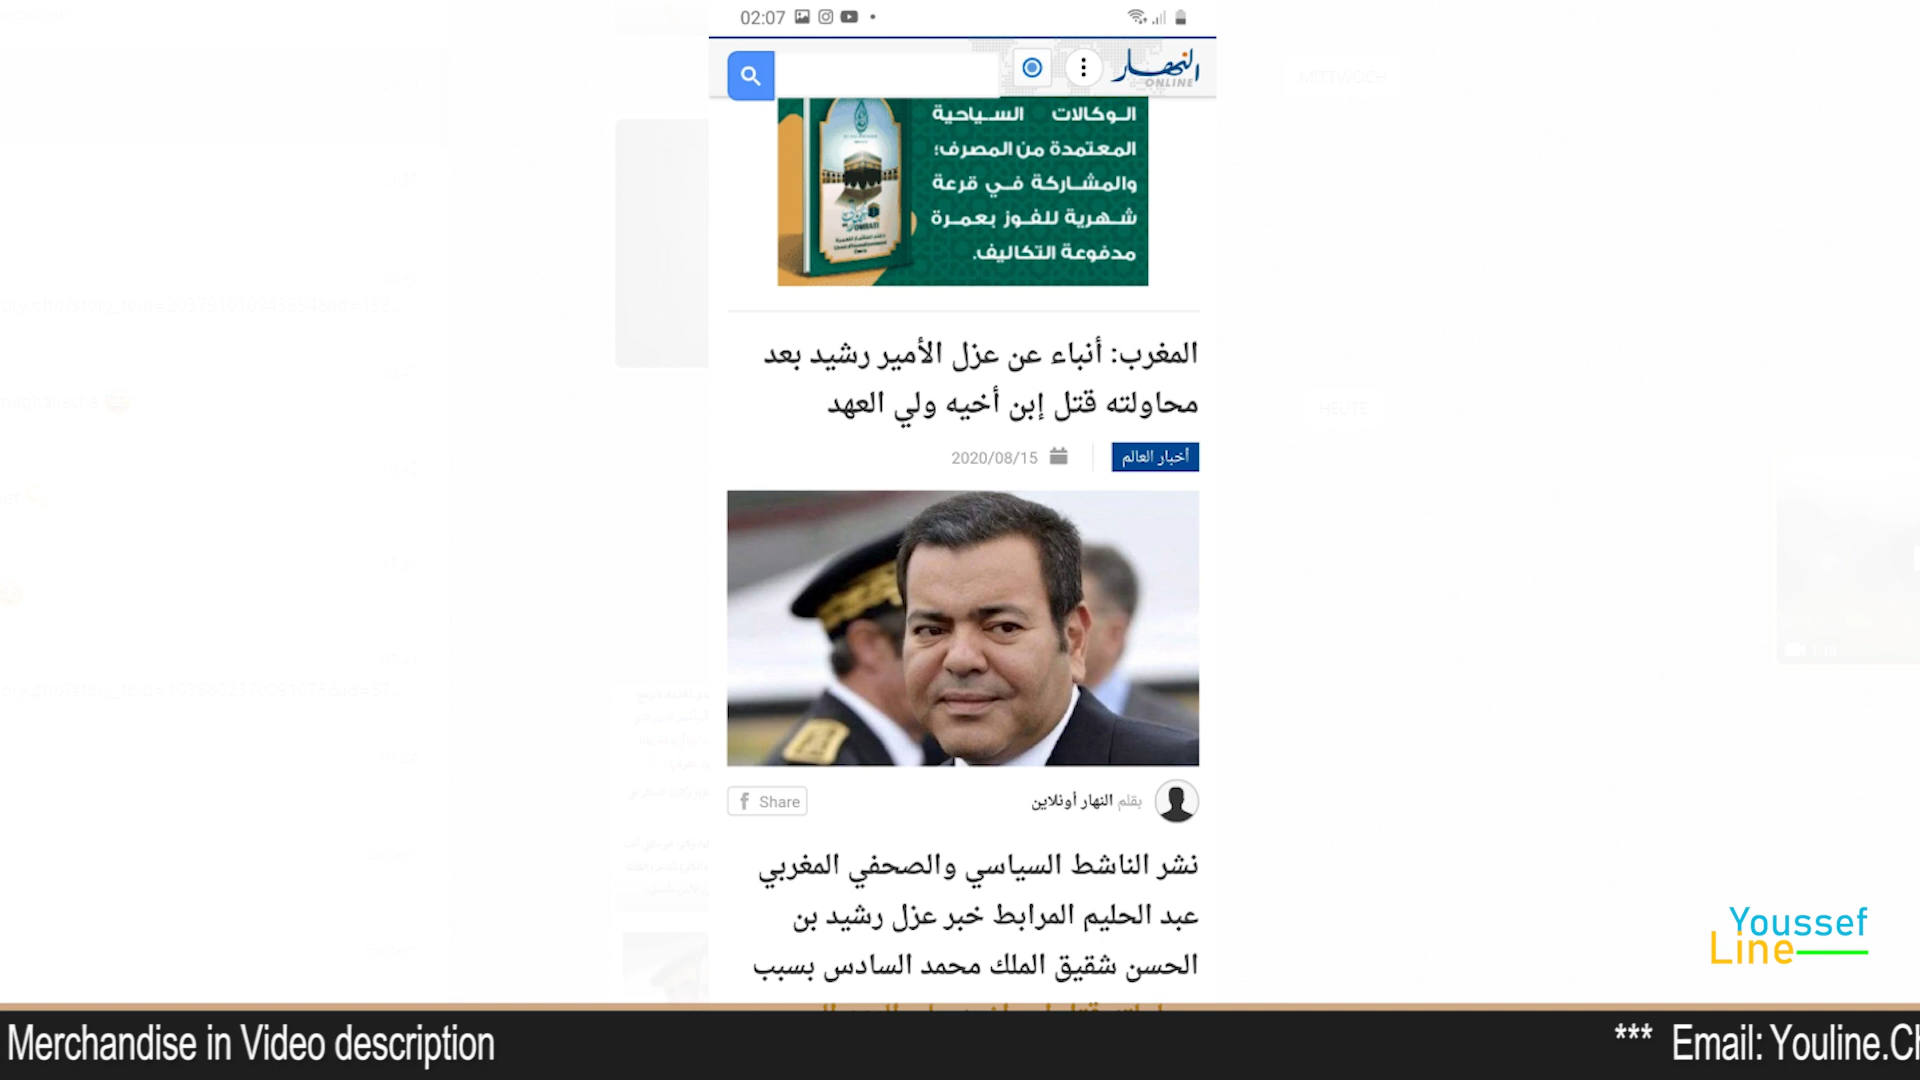 02:07
النهار
ONLINE
MITTWOCH
الوكالات السياحية
المعتمدة من المصرف؛
والمشاركة في قرعة
شهرية للفوز بعمرة
مدفوعة التكاليف.
المغرب: أنباء عن عزل الأمير رشيد بعد
محاولته قتل إبن أخيه ولي العهد
أخبار العالم
2020/08/15
HEUTE
بقلم النهار أونلاين
Share
نشر الناشط السياسي والصحفي المغربي
عبد الحليم المرابط خبر عزل رشيد بن
الحسن شقيق الملك محمد السادس بسبب
Youssef
Line
Merchandise in Video description
*** Email: Youline.Ch